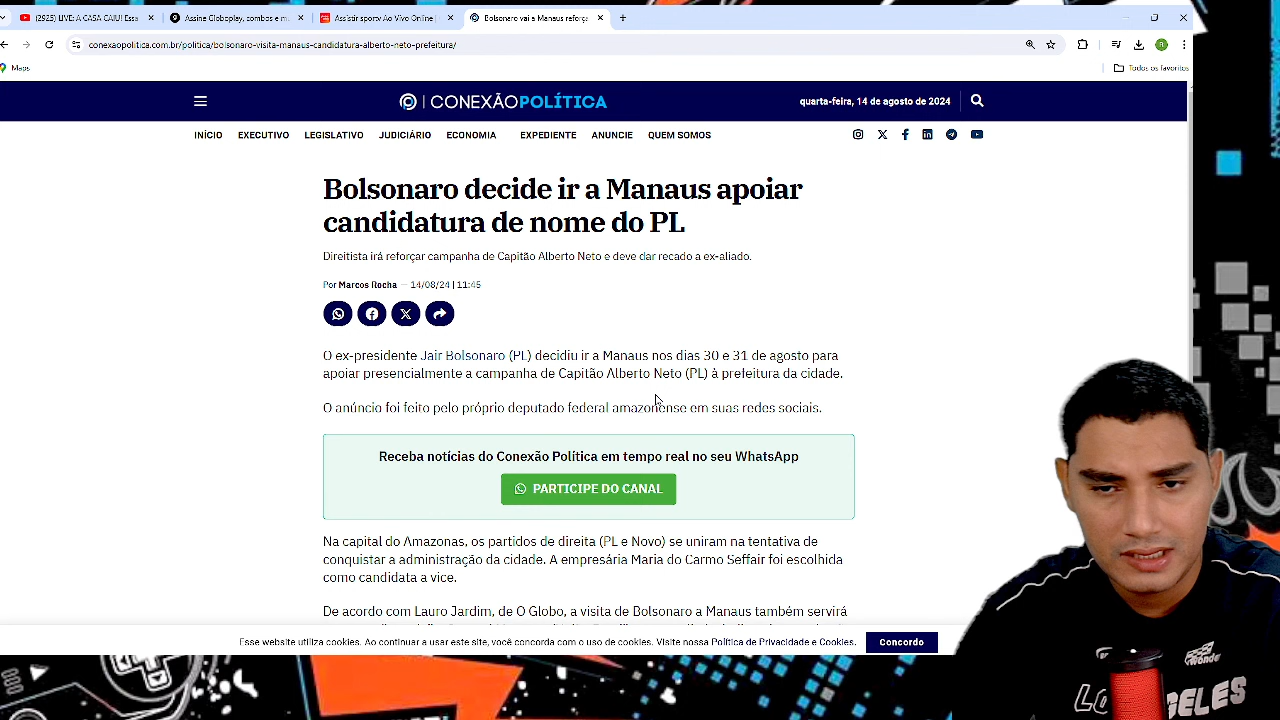 (2925) LIVE: A CASA CAIU! Essa
Assine Globoplay, combos e m
Assistir sportv Ao Vivo Online |
Bolsonaro vai a Manaus reforç
conexaopolitica.com.br/politica/bolsonaro-visita-manaus-candidatura-alberto-neto-prefeitura/
Maps
Todos os favoritos
CONEXÃOPOLÍTICA
quarta-feira, 14 de agosto de 2024
INÍCIO EXECUTIVO LEGISLATIVO JUDICIÁRIO ECONOMIA EXPEDIENTE ANUNCIE QUEM SOMOS
Bolsonaro decide ir a Manaus apoiar
candidatura de nome do PL
Direitista irá reforçar campanha de Capitão Alberto Neto e deve dar recado a ex-aliado.
Por Marcos Rocha — 14/08/24 | 11:45
O ex-presidente Jair Bolsonaro (PL) decidiu ir a Manaus nos dias 30 e 31 de agosto para
apoiar presencialmente a campanha de Capitão Alberto Neto (PL) à prefeitura da cidade.
O anúncio foi feito pelo próprio deputado federal amazonense em suas redes sociais.
Receba notícias do Conexão Política em tempo real no seu WhatsApp
PARTICIPE DO CANAL
Na capital do Amazonas, os partidos de direita (PL e Novo) se uniram na tentativa de
conquistar a administração da cidade. A empresária Maria do Carmo Seffair foi escolhida
como candidata a vice.
De acordo com Lauro Jardim, de O Globo, a visita de Bolsonaro a Manaus também servirá
Esse website utiliza cookies. Ao continuar a usar este site, você concorda com o uso de cookies. Visite nossa Política de Privacidade e Cookies.
Concordo